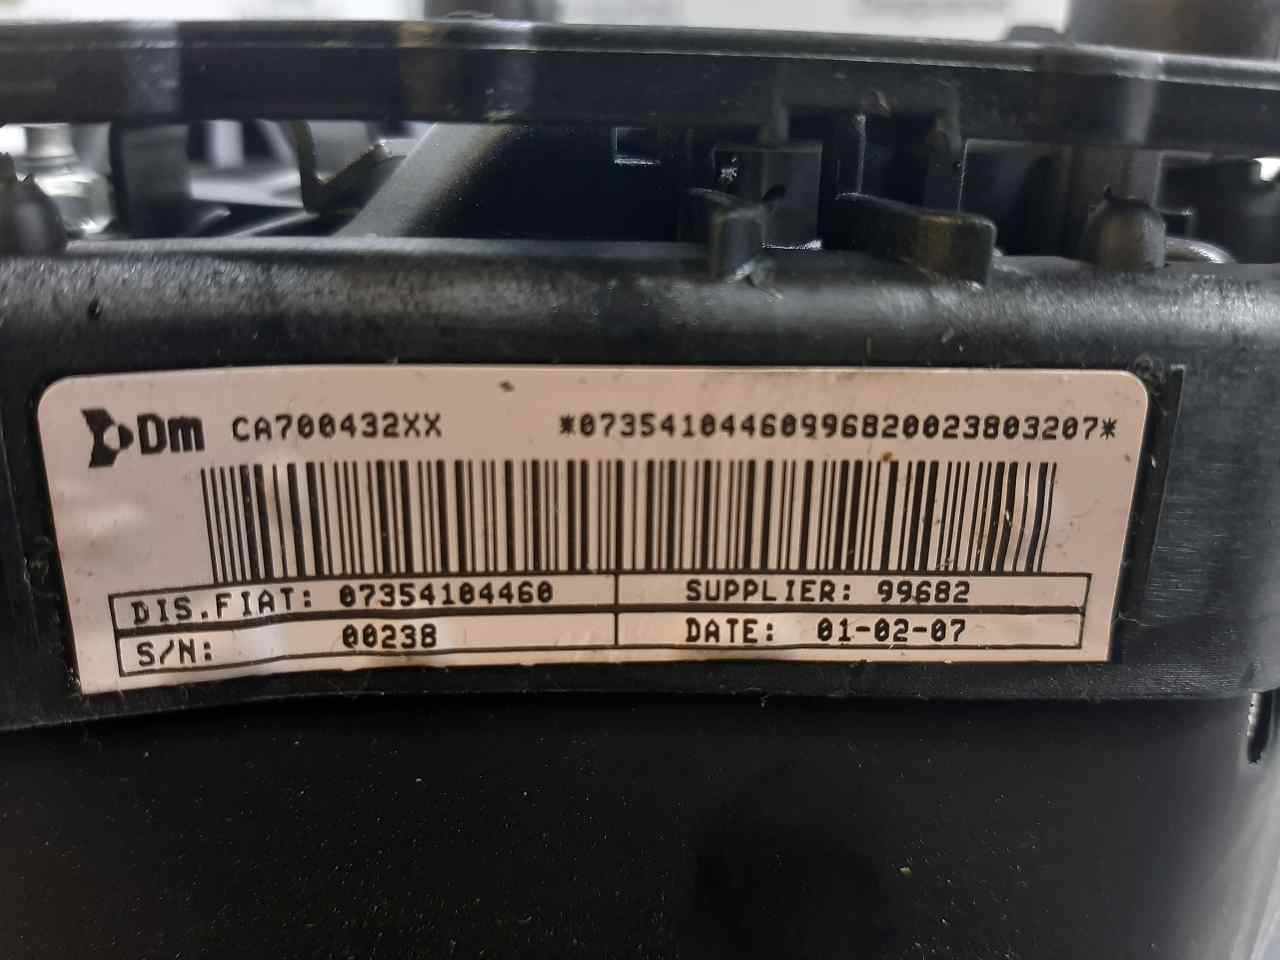 Dm CA700432XX *07354104460996820023803207*
DIS.FIAT: 07354104460 SUPPLIER: 99682
S/N: 00238 DATE: 01-02-07